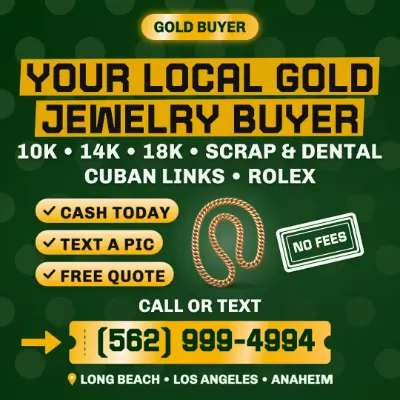 GOLD BUYER
YOUR LOCAL GOLD
JEWELRY BUYER
10K • 14K • 18K • SCRAP & DENTAL
CUBAN LINKS • ROLEX
✓ CASH TODAY
✓ TEXT A PIC
✓ FREE QUOTE
NO FEES
CALL OR TEXT
(562) 999-4994
LONG BEACH • LOS ANGELES • ANAHEIM